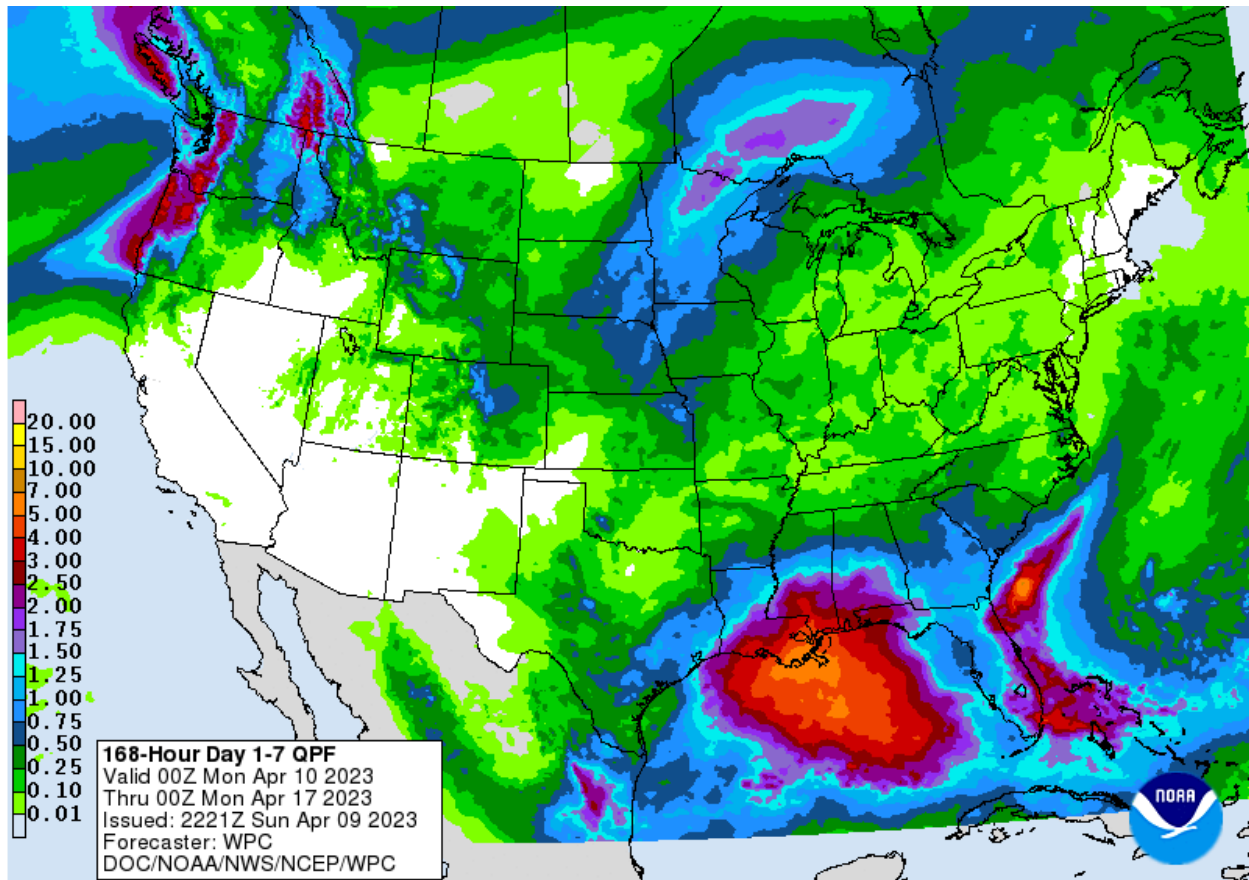 20.00
15.00
10.00
7.00
5.00
4.00
3.00
2.50
2.00
1.75
1.50
1.25
1.00
0.75
0.50
0.25
0.10
0.01
168-Hour Day 1-7 QPF
Valid 00Z Mon Apr 10 2023
Thru 00Z Mon Apr 17 2023
Issued: 2221Z Sun Apr 09 2023
Forecaster: WPC
DOC/NOAA/NWS/NCEP/WPC
NOAA